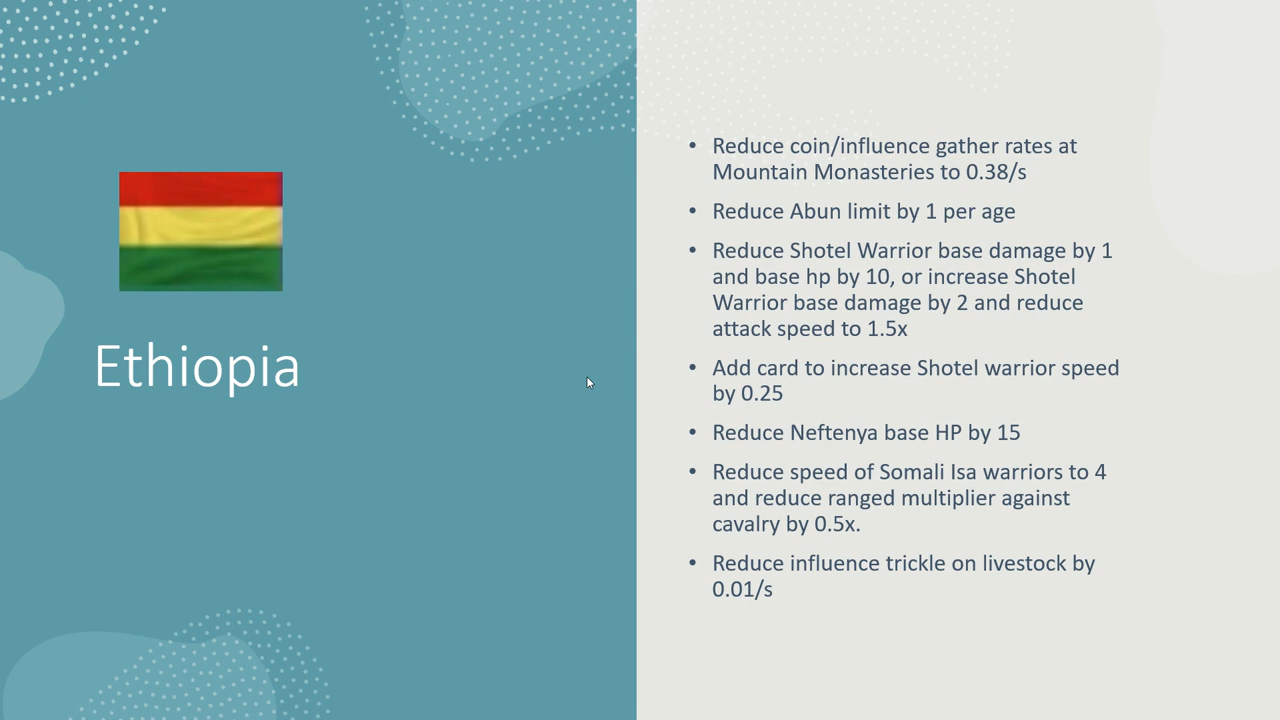 Ethiopia
• Reduce coin/influence gather rates at
Mountain Monasteries to 0.38/s
• Reduce Abun limit by 1 per age
• Reduce Shotel Warrior base damage by 1
and base hp by 10, or increase Shotel
Warrior base damage by 2 and reduce
attack speed to 1.5x
• Add card to increase Shotel warrior speed
by 0.25
• Reduce Neftenya base HP by 15
• Reduce speed of Somali Isa warriors to 4
and reduce ranged multiplier against
cavalry by 0.5x.
• Reduce influence trickle on livestock by
0.01/s